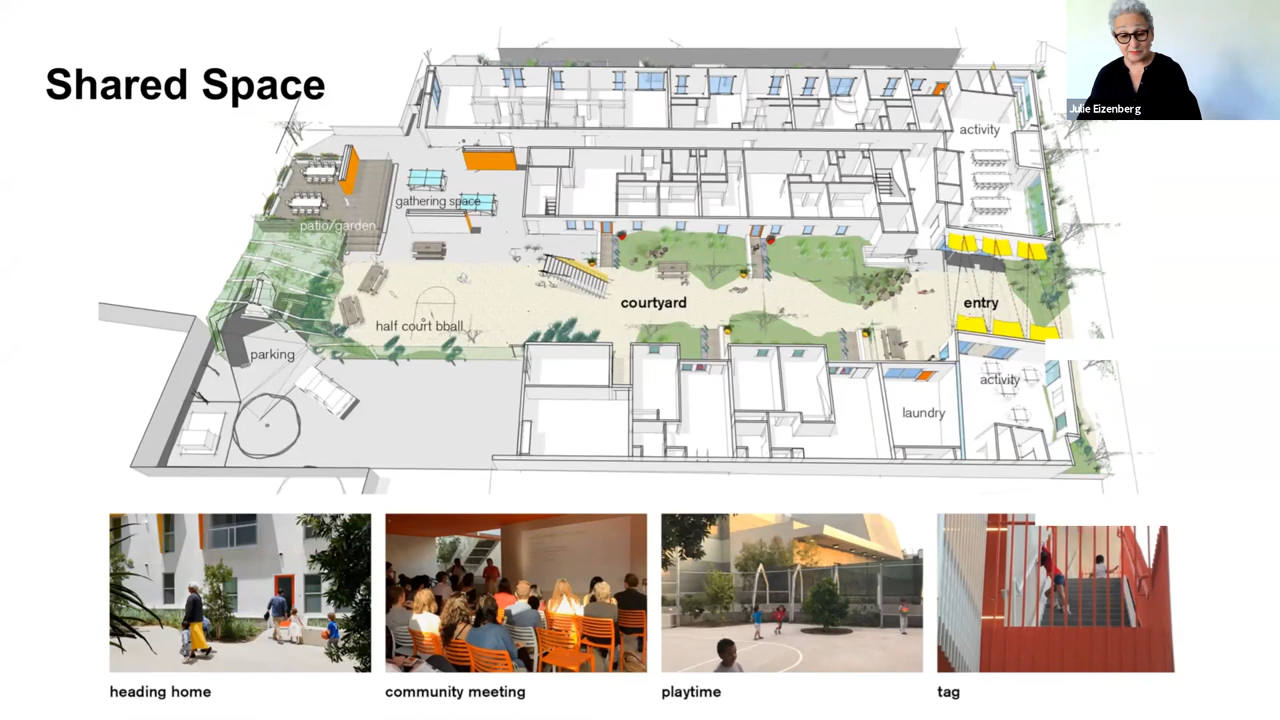 Shared Space
Julie Eizenberg
activity
gathering space
patio/garden
courtyard
entry
half court bball
parking
activity
laundry
heading home
community meeting
playtime
tag